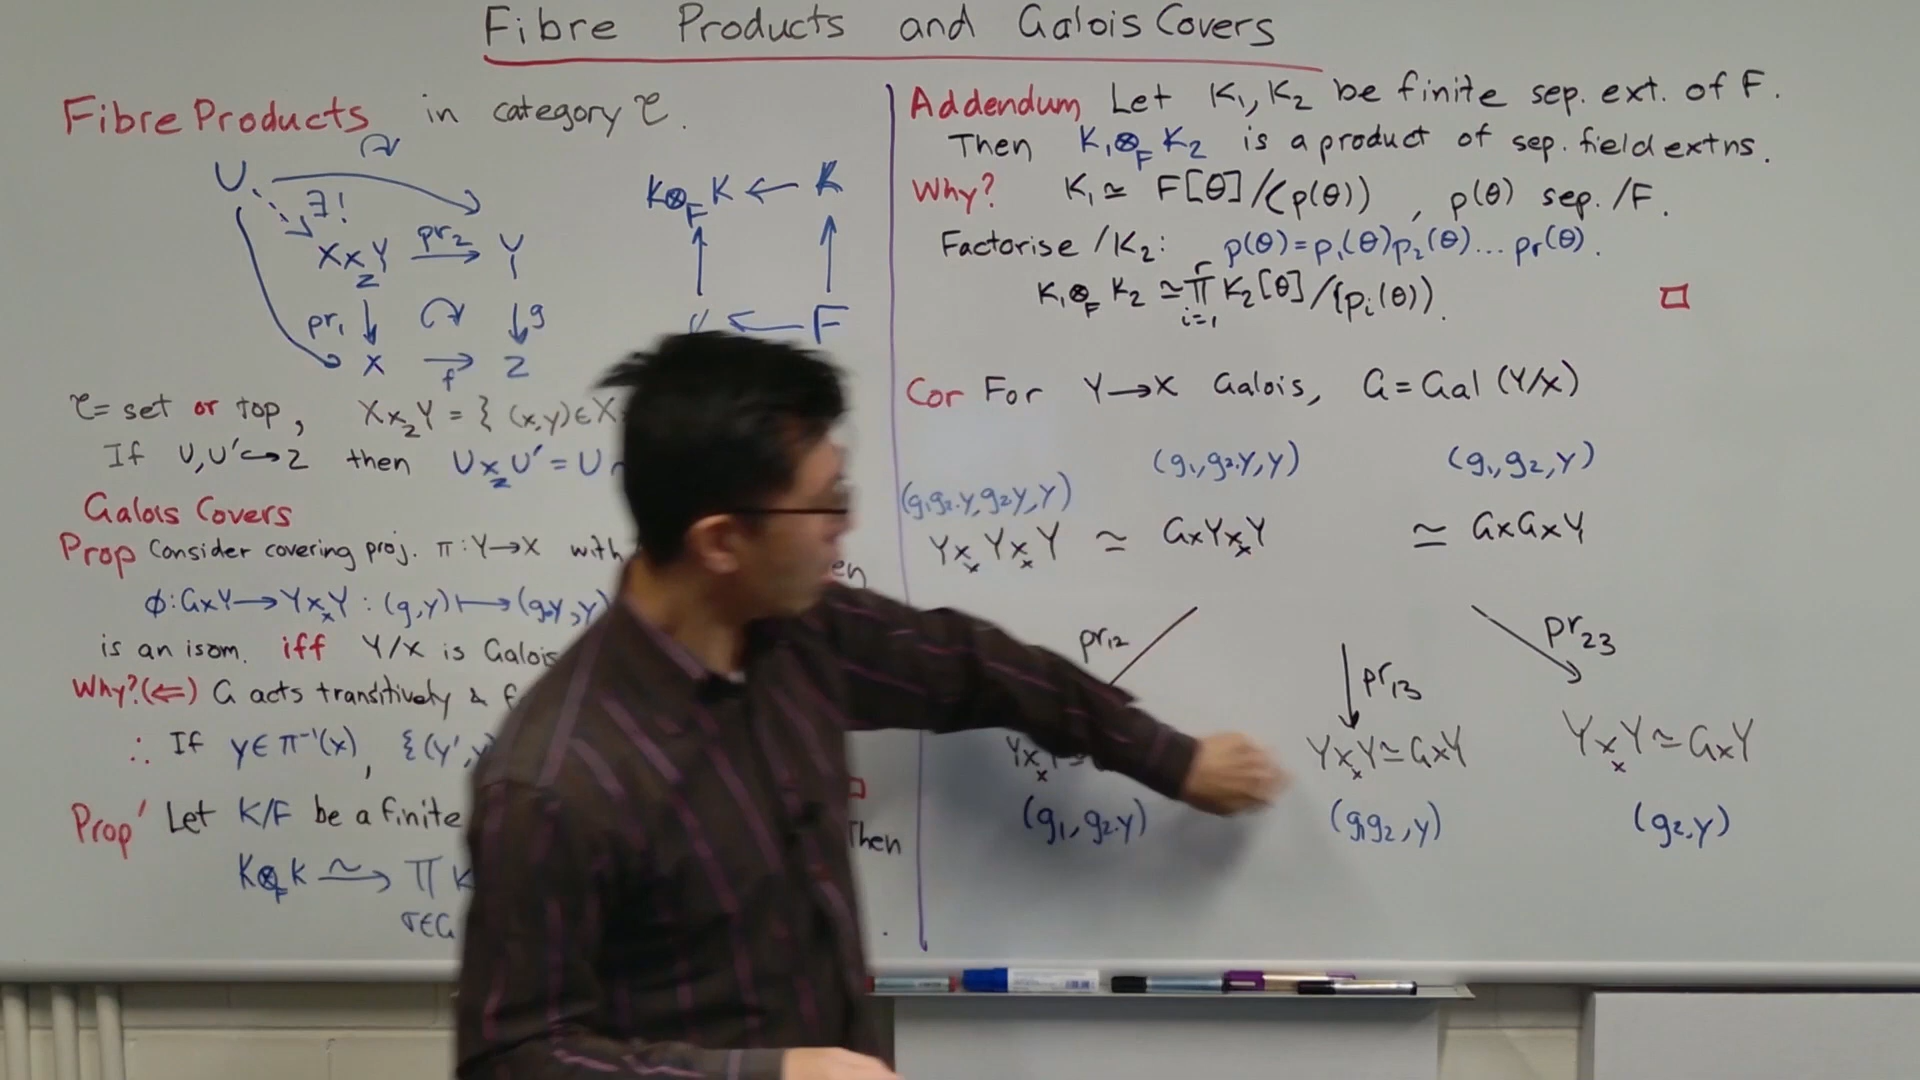 Fibre Products and Galois Covers
Fibre Products in category C.
U
∃!
X×_Z Y pr₂→ Y
pr₁↓ ↓g
X →f Z
K⊗_F K ← K
← F
C = set or top, X×_Z Y = { (x,y)∈X
If U,U'↪Z then U×_Z U' = U
Galois Covers
Prop Consider covering proj. π:Y→X with
φ:G×Y→Y×_X Y : (g,y)↦(g.y,y)
is an isom. iff Y/X is Galois
Why?(⇐) G acts transitively &
∴ If y∈π⁻¹(x), {(y',y
Prop' Let K/F be a finite Then
K⊗_F K ⥲ ∏ K
σ∈G
Addendum Let K₁,K₂ be finite sep. ext. of F.
Then K₁⊗_F K₂ is a product of sep. field extns.
Why? K₁≃ F[θ]/(p(θ)), p(θ) sep. /F.
Factorise /K₂: p(θ)=p₁(θ)p₂(θ)...pr(θ).
K₁⊗_F K₂ ≃ ∏_{i=1}^r K₂[θ]/(pᵢ(θ)).
□
Cor For Y→X Galois, G=Gal(Y/X)
(g₁g₂.y,g₂y,y) (g₁,g₂.y,y) (g₁,g₂,y)
Y×_X Y×_X Y ≃ G×Y×_X Y ≃ G×G×Y
pr₁₂ pr₁₃ pr₂₃
Y×_X Y≃G×Y Y×_X Y≃G×Y
(g₁,g₂.y) (g₁g₂,y) (g₂,y)